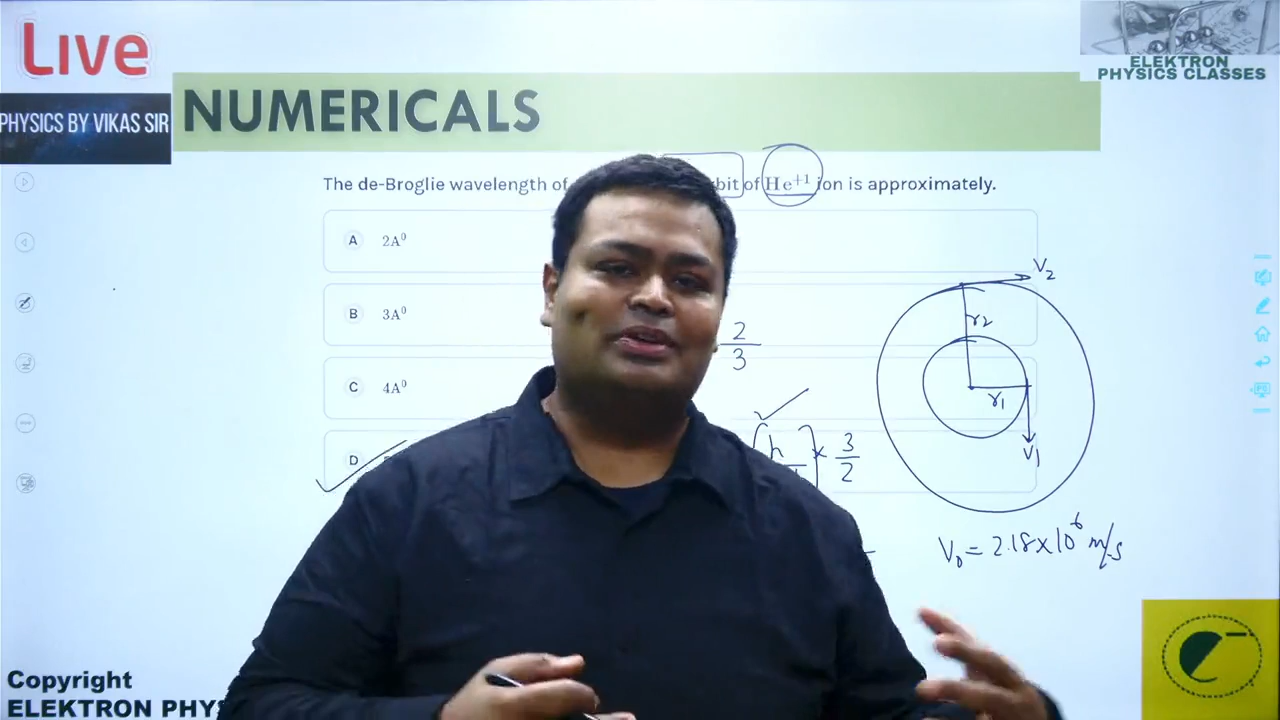 Live
ELEKTRON
PHYSICS CLASSES
PHYSICS BY VIKAS SIR
NUMERICALS
The de-Broglie wavelength of bit of He⁺¹ ion is approximately.
A 2A⁰
B 3A⁰
C 4A⁰
D
2/3
h × 3/2
V₂
r₂
r₁
V₁
V₀ = 2.18×10⁶ m/s
Copyright
ELEKTRON PHYS